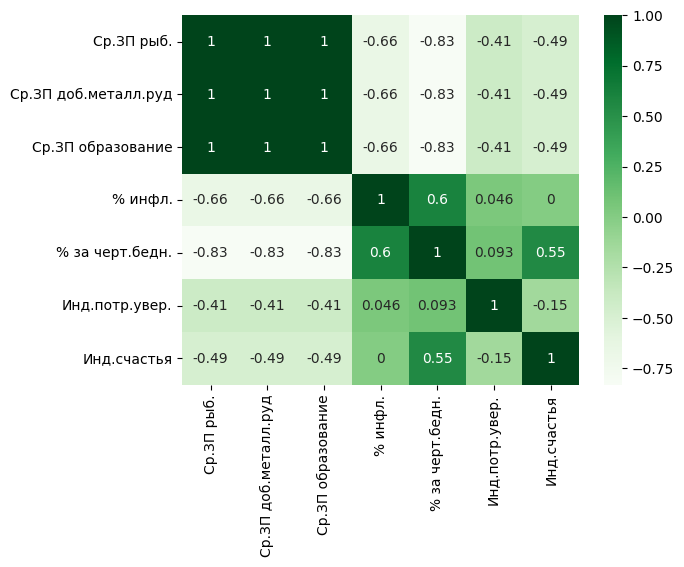 Ср.ЗП рыб. 1 1 1 -0.66 -0.83 -0.41 -0.49
Ср.ЗП доб.металл.руд 1 1 1 -0.66 -0.83 -0.41 -0.49
Ср.ЗП образование 1 1 1 -0.66 -0.83 -0.41 -0.49
% инфл. -0.66 -0.66 -0.66 1 0.6 0.046 0
% за черт.бедн. -0.83 -0.83 -0.83 0.6 1 0.093 0.55
Инд.потр.увер. -0.41 -0.41 -0.41 0.046 0.093 1 -0.15
Инд.счастья -0.49 -0.49 -0.49 0 0.55 -0.15 1
Ср.ЗП рыб.
Ср.ЗП доб.металл.руд
Ср.ЗП образование
% инфл.
% за черт.бедн.
Инд.потр.увер.
Инд.счастья
1.00
0.75
0.50
0.25
0.00
−0.25
−0.50
−0.75